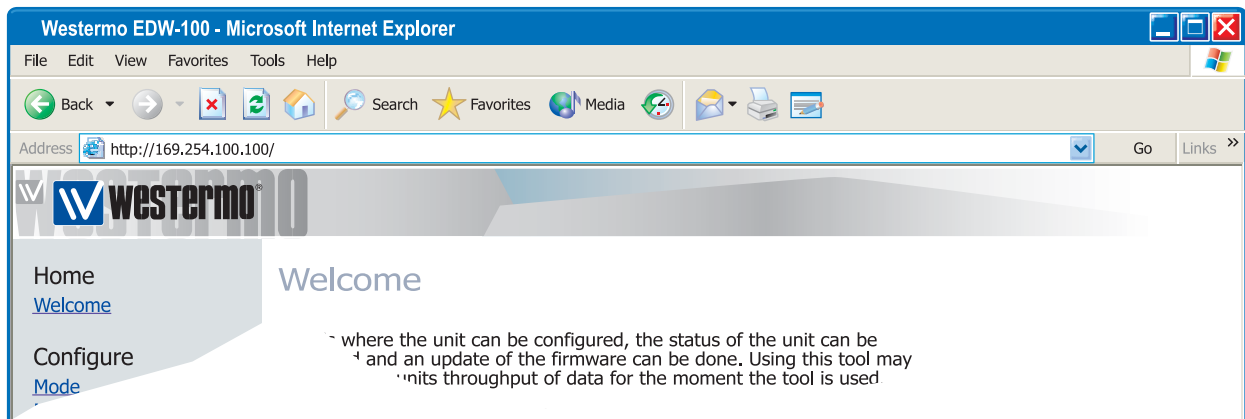 Westermo EDW-100 - Microsoft Internet Explorer
File Edit View Favorites Tools Help
Back Search Favorites Media
Address http://169.254.100.100/ Go Links »
westermo®
Home
Welcome
Configure
Mode
Welcome
where the unit can be configured, the status of the unit can be
and an update of the firmware can be done. Using this tool may
units throughput of data for the moment the tool is used.